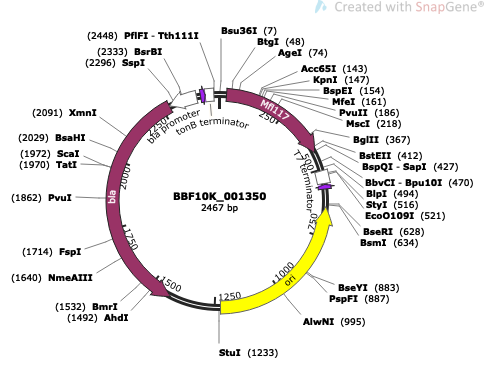 Created with SnapGene®
(2448) PflFI - Tth111I
Bsu36I (7)
BtgI (48)
(2333) BsrBI
AgeI (74)
(2296) SspI
Acc65I (143)
KpnI (147)
BspEI (154)
MfeI (161)
PvuII (186)
MscI (218)
BglII (367)
BstEII (412)
BspQI - SapI (427)
BbvCI - Bpu10I (470)
BlpI (494)
StyI (516)
EcoO109I (521)
BseRI (628)
BsmI (634)
BseYI (883)
PspFI (887)
AlwNI (995)
StuI (1233)
(1492) AhdI
(1532) BmrI
(1640) NmeAIII
(1714) FspI
(1862) PvuI
(1970) TatI
(1972) ScaI
(2029) BsaHI
(2091) XmnI
bla promoter
tonB terminator
Mfl117
T7 terminator
ori
bla
250
500
750
1000
1250
1500
1750
2000
2250
BBF10K_001350
2467 bp